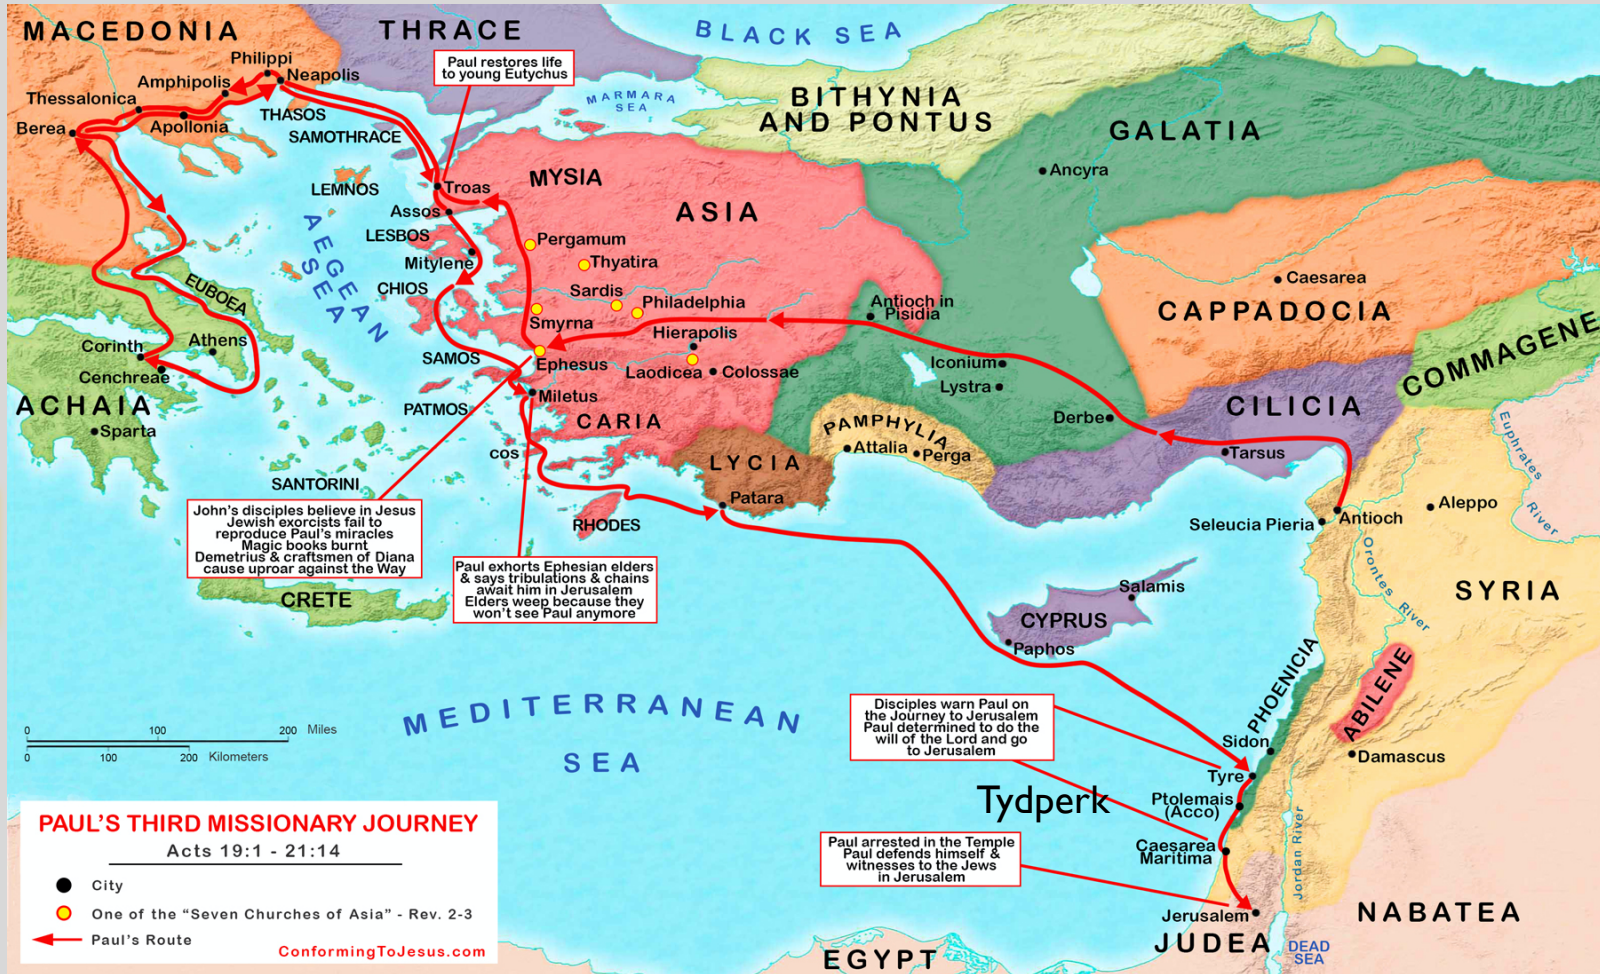 MACEDONIA
THRACE
BLACK SEA
Philippi
Neapolis
Amphipolis
Thessalonica
Berea
Apollonia
THASOS
SAMOTHRACE
Paul restores life
to young Eutychus
MARMARA
SEA
BITHYNIA
AND PONTUS
GALATIA
Ancyra
LEMNOS
Troas
MYSIA
ASIA
Assos
LESBOS
Mitylene
Pergamum
Thyatira
AEGEAN
SEA
EUBOEA
CHIOS
Sardis
Philadelphia
Smyrna
Hierapolis
Antioch in
Pisidia
Caesarea
CAPPADOCIA
COMMAGENE
Corinth
Athens
Cenchreae
SAMOS
Ephesus
Laodicea
Colossae
Iconium
Lystra
ACHAIA
Sparta
PATMOS
Miletus
CARIA
PAMPHYLIA
Attalia
Perga
Derbe
CILICIA
Tarsus
Euphrates
River
cos
LYCIA
SANTORINI
Patara
RHODES
Seleucia Pieria
Antioch
Aleppo
John's disciples believe in Jesus
Jewish exorcists fail to
reproduce Paul's miracles
Magic books burnt
Demetrius & craftsmen of Diana
cause uproar against the Way
Paul exhorts Ephesian elders
& says tribulations & chains
await him in Jerusalem
Elders weep because they
won't see Paul anymore
CRETE
Orontes River
SYRIA
Salamis
CYPRUS
Paphos
PHOENICIA
ABILENE
MEDITERRANEAN
SEA
Disciples warn Paul on
the Journey to Jerusalem
Paul determined to do the
will of the Lord and go
to Jerusalem
Sidon
Damascus
Tyre
0 100 200 Miles
0 100 200 Kilometers
Tydperk
Ptolemais
(Acco)
Caesarea
Maritima
Paul arrested in the Temple
Paul defends himself &
witnesses to the Jews
in Jerusalem
Jordan River
Jerusalem
JUDEA
DEAD
SEA
NABATEA
EGYPT
PAUL'S THIRD MISSIONARY JOURNEY
Acts 19:1 - 21:14
City
One of the "Seven Churches of Asia" - Rev. 2-3
Paul's Route
ConformingToJesus.com